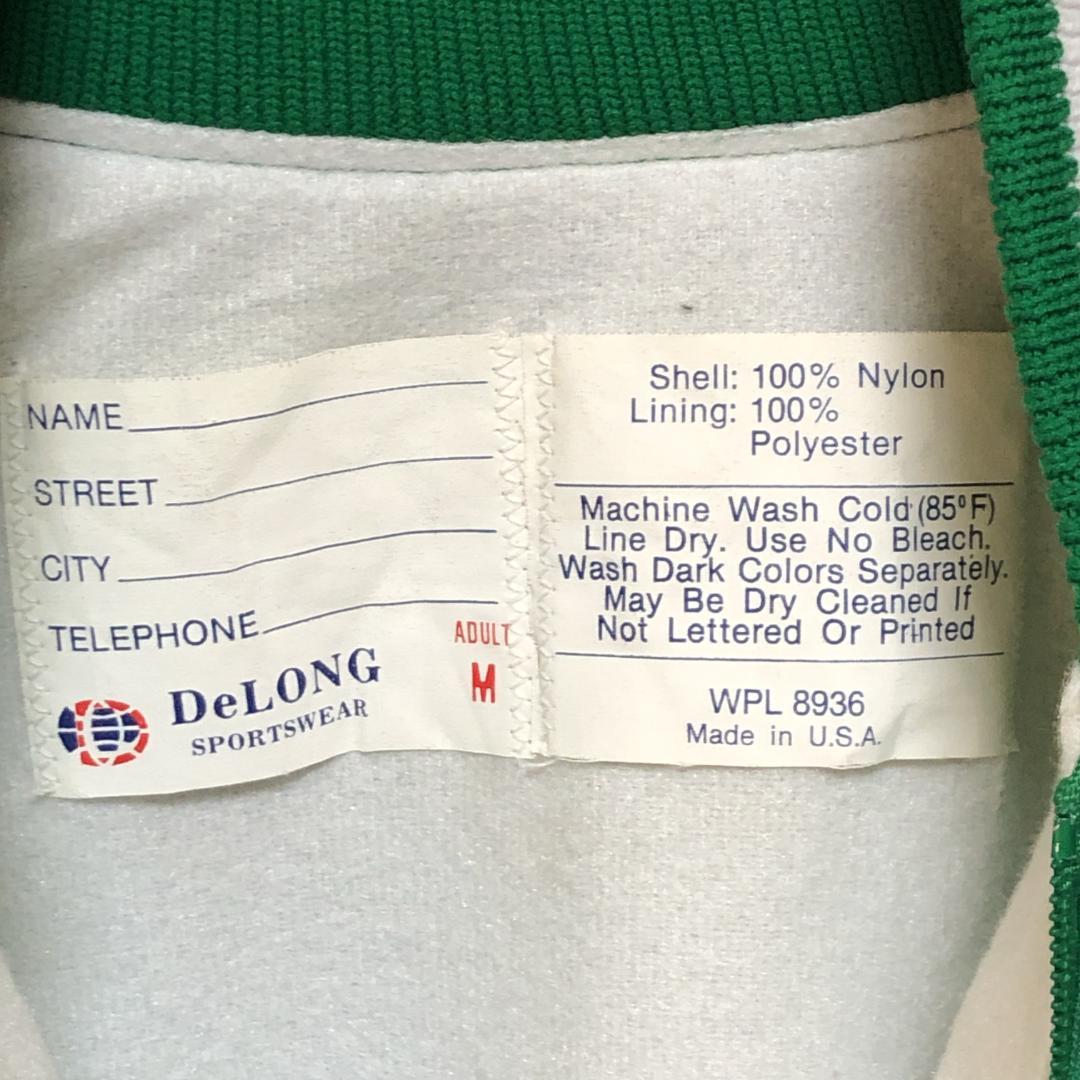 NAME
STREET
CITY
TELEPHONE
ADULT
M
DeLONG
SPORTSWEAR
Shell: 100% Nylon
Lining: 100%
Polyester
Machine Wash Cold (85°F)
Line Dry. Use No Bleach.
Wash Dark Colors Separately.
May Be Dry Cleaned If
Not Lettered Or Printed
WPL 8936
Made in U.S.A.